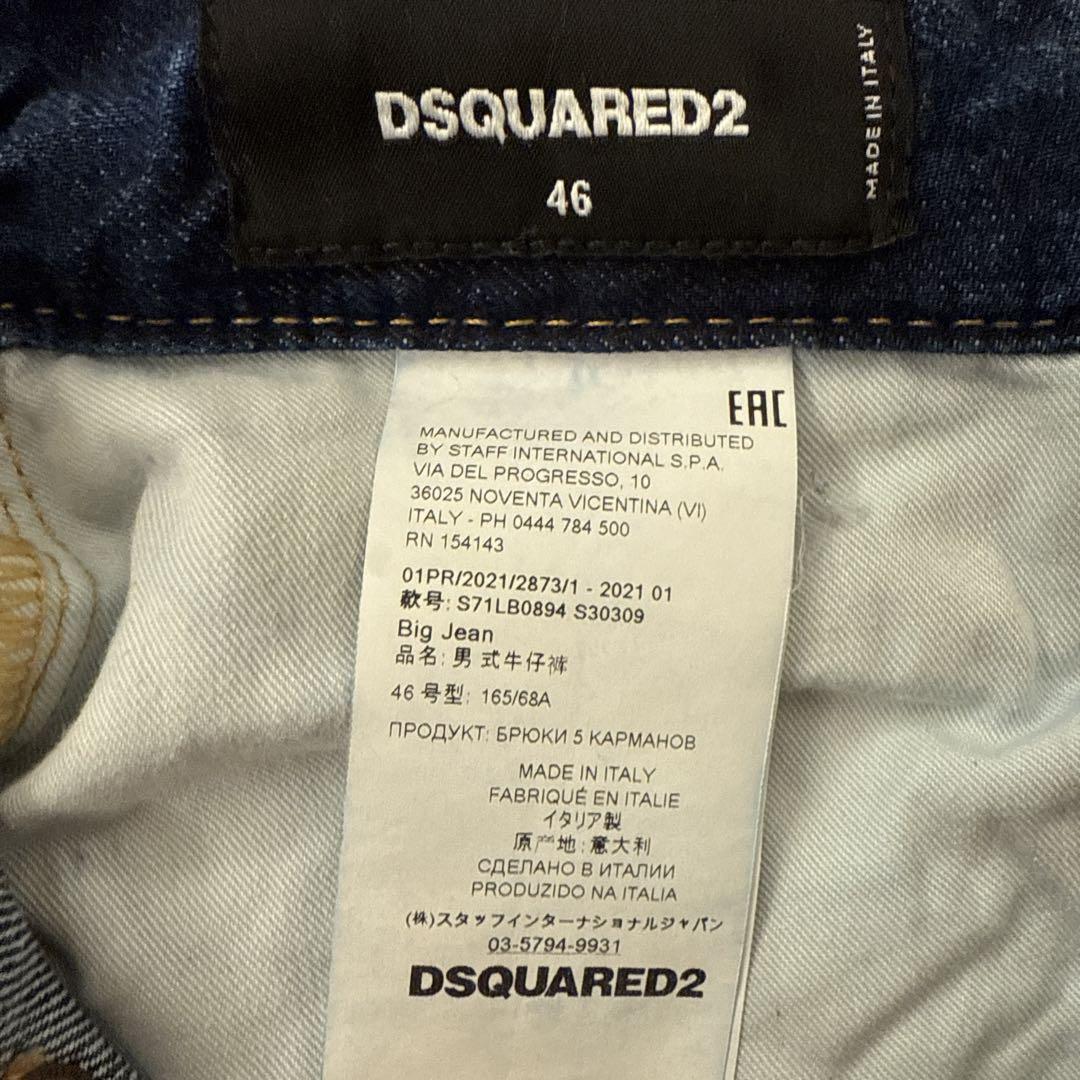 DSQUARED2
46
MADE IN ITALY
EAC
MANUFACTURED AND DISTRIBUTED
BY STAFF INTERNATIONAL S.P.A.
VIA DEL PROGRESSO, 10
36025 NOVENTA VICENTINA (VI)
ITALY - PH 0444 784 500
RN 154143
01PR/2021/2873/1 - 2021 01
款号: S71LB0894 S30309
Big Jean
品名: 男式牛仔裤
46 号型: 165/68A
ПРОДУКТ: БРЮКИ 5 КАРМАНОВ
MADE IN ITALY
FABRIQUÉ EN ITALIE
イタリア製
原产地:意大利
СДЕЛАНО В ИТАЛИИ
PRODUZIDO NA ITALIA
(株)スタッフインターナショナルジャパン
03-5794-9931
DSQUARED2